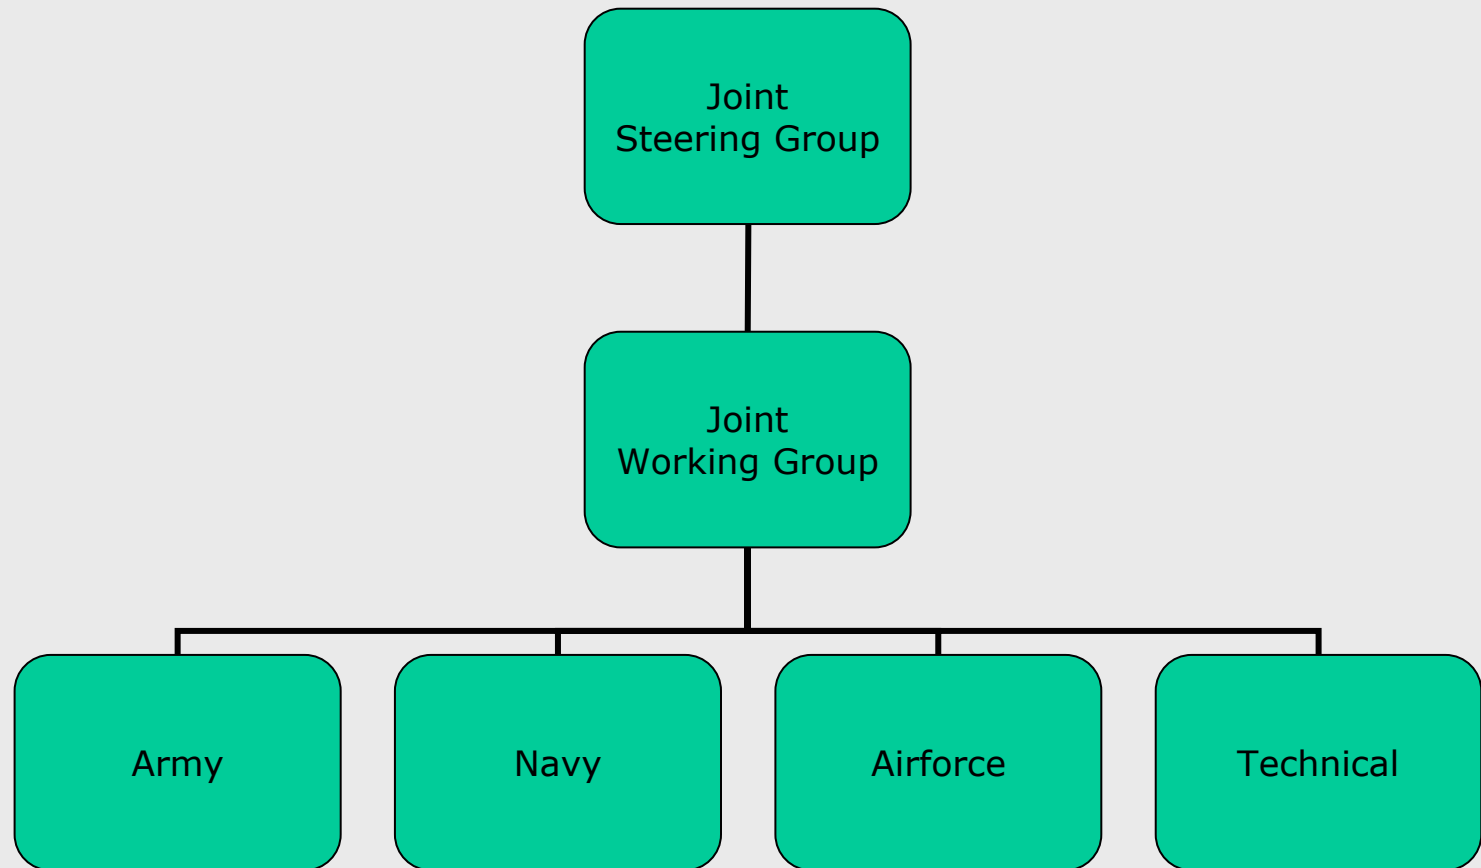 Joint
Steering Group
Joint
Working Group
Army
Navy
Airforce
Technical